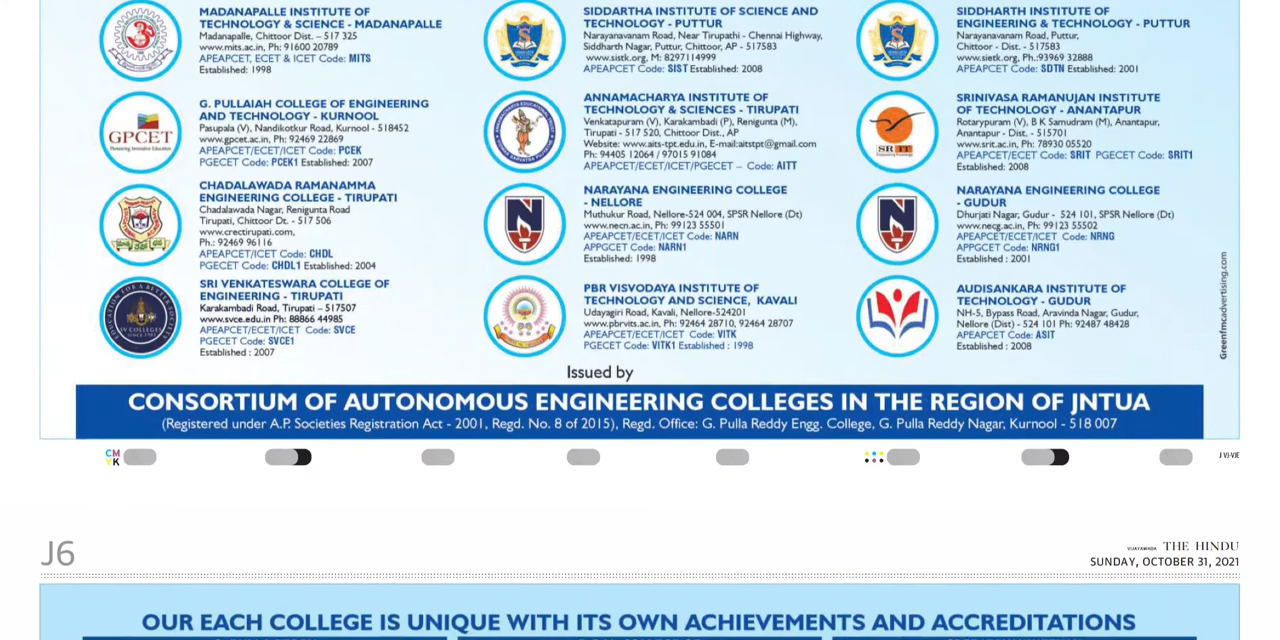 MADANAPALLE INSTITUTE OF
TECHNOLOGY & SCIENCE - MADANAPALLE
Madanapalle, Chittoor Dist. – 517 325
www.mits.ac.in, Ph: 91600 20789
APEAPCET, ECET & ICET Code: MITS
Established: 1998
SIDDARTHA INSTITUTE OF SCIENCE AND
TECHNOLOGY - PUTTUR
Narayanavanam Road, Near Tirupathi - Chennai Highway,
Siddharth Nagar, Puttur, Chittoor, AP - 517583
www.sistk.org, M: 8297114999
APEAPCET Code: SIST Established: 2008
SIDDHARTH INSTITUTE OF
ENGINEERING & TECHNOLOGY - PUTTUR
Narayanavanam Road, Puttur,
Chittoor - Dist. - 517583
www.sietk.org, Ph.:93969 32888
APEAPCET Code: SDTN Established: 2001
GPCET
G. PULLAIAH COLLEGE OF ENGINEERING
AND TECHNOLOGY - KURNOOL
Pasupala (V), Nandikotkur Road, Kurnool - 518452
www.gpcet.ac.in, Ph: 92469 22869
APEAPCET/ECET/ICET Code: PCEK
PGECET Code: PCEK1 Established: 2007
ANNAMACHARYA INSTITUTE OF
TECHNOLOGY & SCIENCES - TIRUPATI
Venkatapuram (V), Karakambadi (P), Renigunta (M),
Tirupati - 517 520, Chittoor Dist., AP
Website: www.aits-tpt.edu.in, E-mail:aitstpt@gmail.com
Ph: 94405 12064 / 97015 91084
APEAPCET/ECET/ICET/PGECET – Code: AITT
SRIT
SRINIVASA RAMANUJAN INSTITUTE
OF TECHNOLOGY - ANANTAPUR
Rotarypuram (V), B K Samudram (M), Anantapur,
Anantapur - Dist. - 515701
www.srit.ac.in, Ph: 78930 05520
APEAPCET/ECET Code: SRIT PGECET Code: SRIT1
Established: 2008
CHADALAWADA RAMANAMMA
ENGINEERING COLLEGE - TIRUPATI
Chadalawada Nagar, Renigunta Road
Tirupati, Chittoor Dt. - 517 506
www.crectirupati.com,
Ph.: 92469 96116
APEAPCET/ICET Code: CHDL
PGECET Code: CHDL1 Established: 2004
NARAYANA ENGINEERING COLLEGE
- NELLORE
Muthukur Road, Nellore-524 004, SPSR Nellore (Dt)
www.necn.ac.in, Ph: 99123 55501
APEAPCET/ECET/ICET Code: NARN
APPGCET Code: NARN1
Established: 1998
NARAYANA ENGINEERING COLLEGE
- GUDUR
Dhurjati Nagar, Gudur - 524 101, SPSR Nellore (Dt)
www.necg.ac.in, Ph: 99123 55502
APEAPCET/ECET/ICET Code: NRNG
APPGCET Code: NRNG1
Established : 2001
SV COLLEGES
SRI VENKATESWARA COLLEGE OF
ENGINEERING - TIRUPATI
Karakambadi Road, Tirupati – 517507
www.svce.edu.in Ph: 88866 44985
APEAPCET/ECET/ICET Code: SVCE
PGECET Code: SVCE1
Established : 2007
PBR VISVODAYA INSTITUTE OF
TECHNOLOGY AND SCIENCE, KAVALI
Udayagiri Road, Kavali, Nellore-524201
www.pbrvits.ac.in, Ph: 92464 28710, 92464 28707
APEAPCET/ECET/ICET Code: VITK
PGECET Code: VITK1 Established : 1998
AUDISANKARA INSTITUTE OF
TECHNOLOGY - GUDUR
NH-5, Bypass Road, Aravinda Nagar, Gudur,
Nellore (Dist) - 524 101 Ph: 92487 48428
APEAPCET Code: ASIT
Established : 2008
Greenfmcadvertising.com
Issued by
CONSORTIUM OF AUTONOMOUS ENGINEERING COLLEGES IN THE REGION OF JNTUA
(Registered under A.P. Societies Registration Act - 2001, Regd. No. 8 of 2015), Regd. Office: G. Pulla Reddy Engg. College, G. Pulla Reddy Nagar, Kurnool - 518 007
CM
YK
J VJ-VJE
J6
VIJAYAWADA THE HINDU
SUNDAY, OCTOBER 31, 2021
OUR EACH COLLEGE IS UNIQUE WITH ITS OWN ACHIEVEMENTS AND ACCREDITATIONS